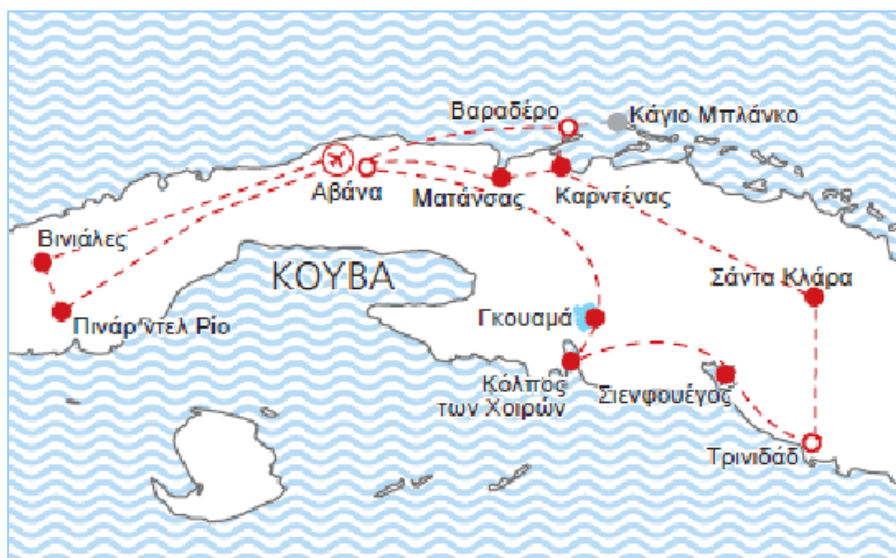 Βαραδέρο
Κάγιο Μπλάνκο
Αβάνα
Ματάνσας
Καρντένας
Βινιάλες
ΚΟΥΒΑ
Σάντα Κλάρα
Πινάρ ντελ Ρίο
Γκουαμά
Κόλπος
των Χοιρών
Σιενφουέγος
Τρινιδάδ